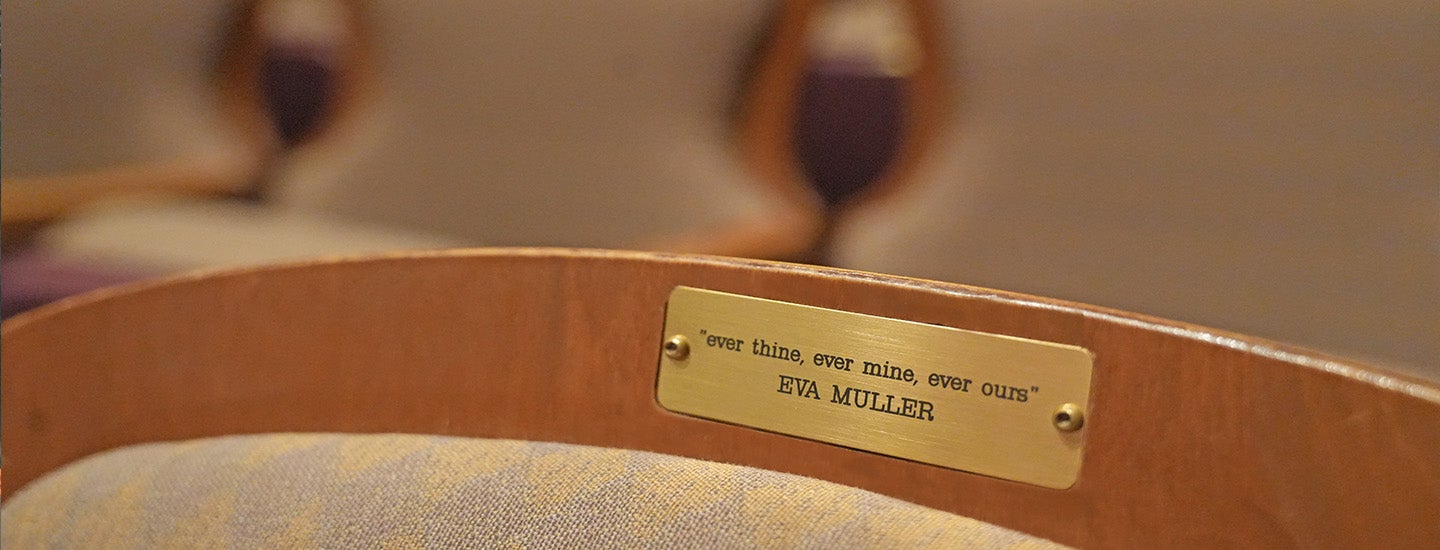 "ever thine, ever mine, ever ours"
EVA MULLER